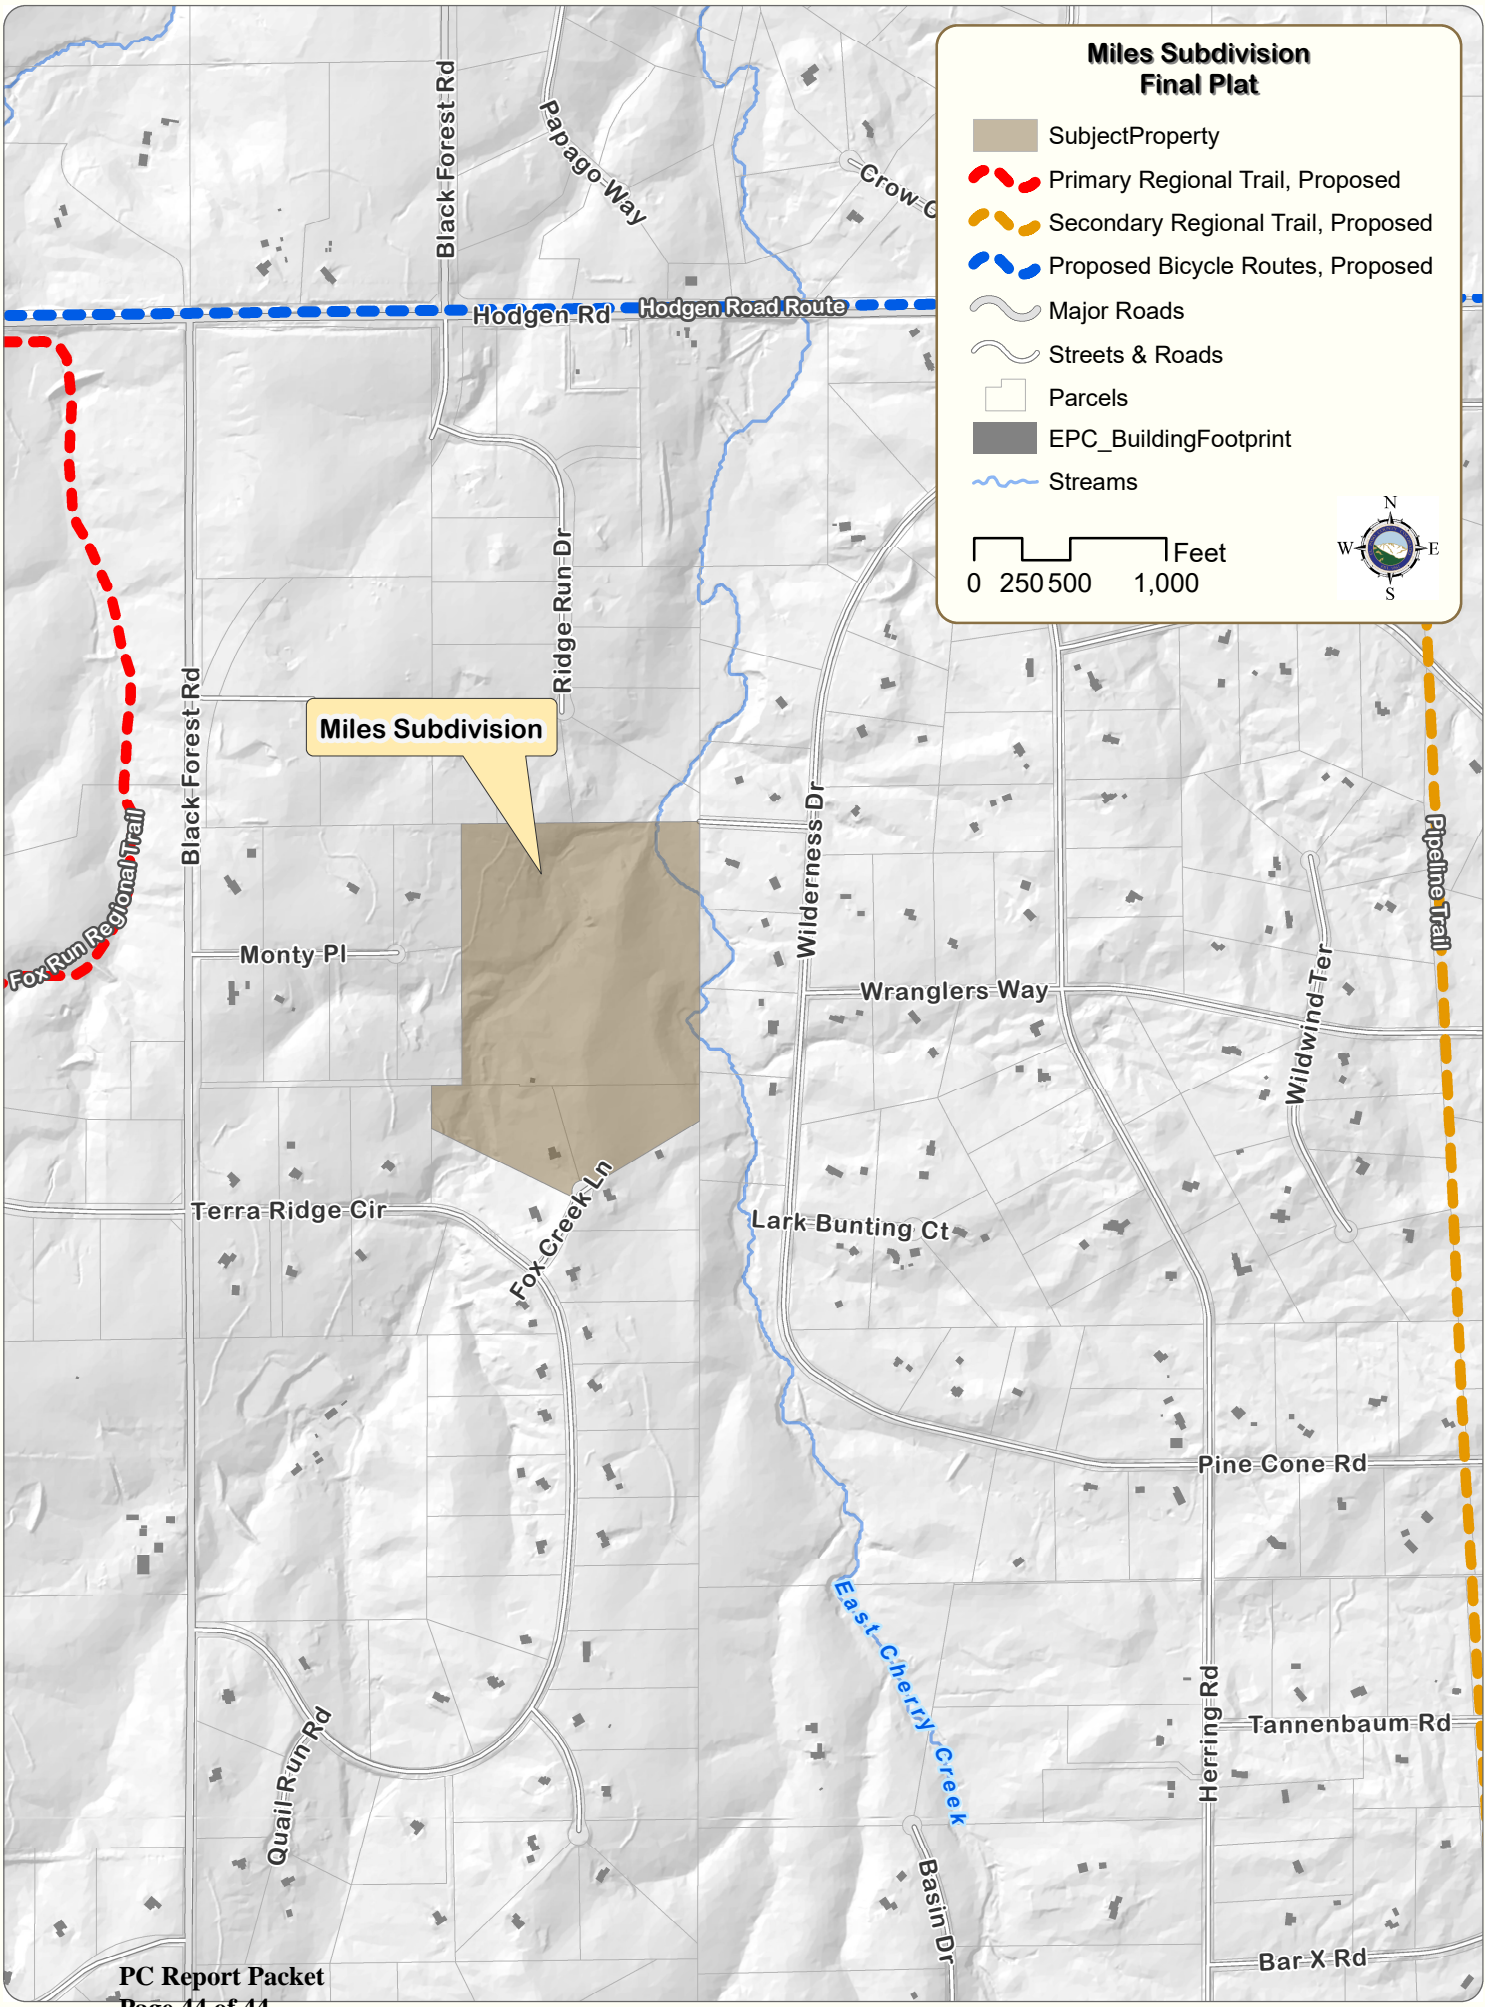 Miles Subdivision
Final Plat
SubjectProperty
Primary Regional Trail, Proposed
Secondary Regional Trail, Proposed
Proposed Bicycle Routes, Proposed
Major Roads
Streets & Roads
Parcels
EPC_BuildingFootprint
Streams
Feet
0 250 500 1,000
N
W E
S
Black Forest Rd
Papago Way
Crow C
Hodgen Rd
Hodgen Road Route
Ridge Run Dr
Black Forest Rd
Miles Subdivision
Fox Run Regional Trail
Wilderness Dr
Pipeline Trail
Monty Pl
Wranglers Way
Wildwind Ter
Terra Ridge Cir
Fox Creek Ln
Lark Bunting Ct
Pine Cone Rd
East Cherry Creek
Herring Rd
Tannenbaum Rd
Quail Run Rd
Basin Dr
Bar X Rd
PC Report Packet
Page 44 of 44